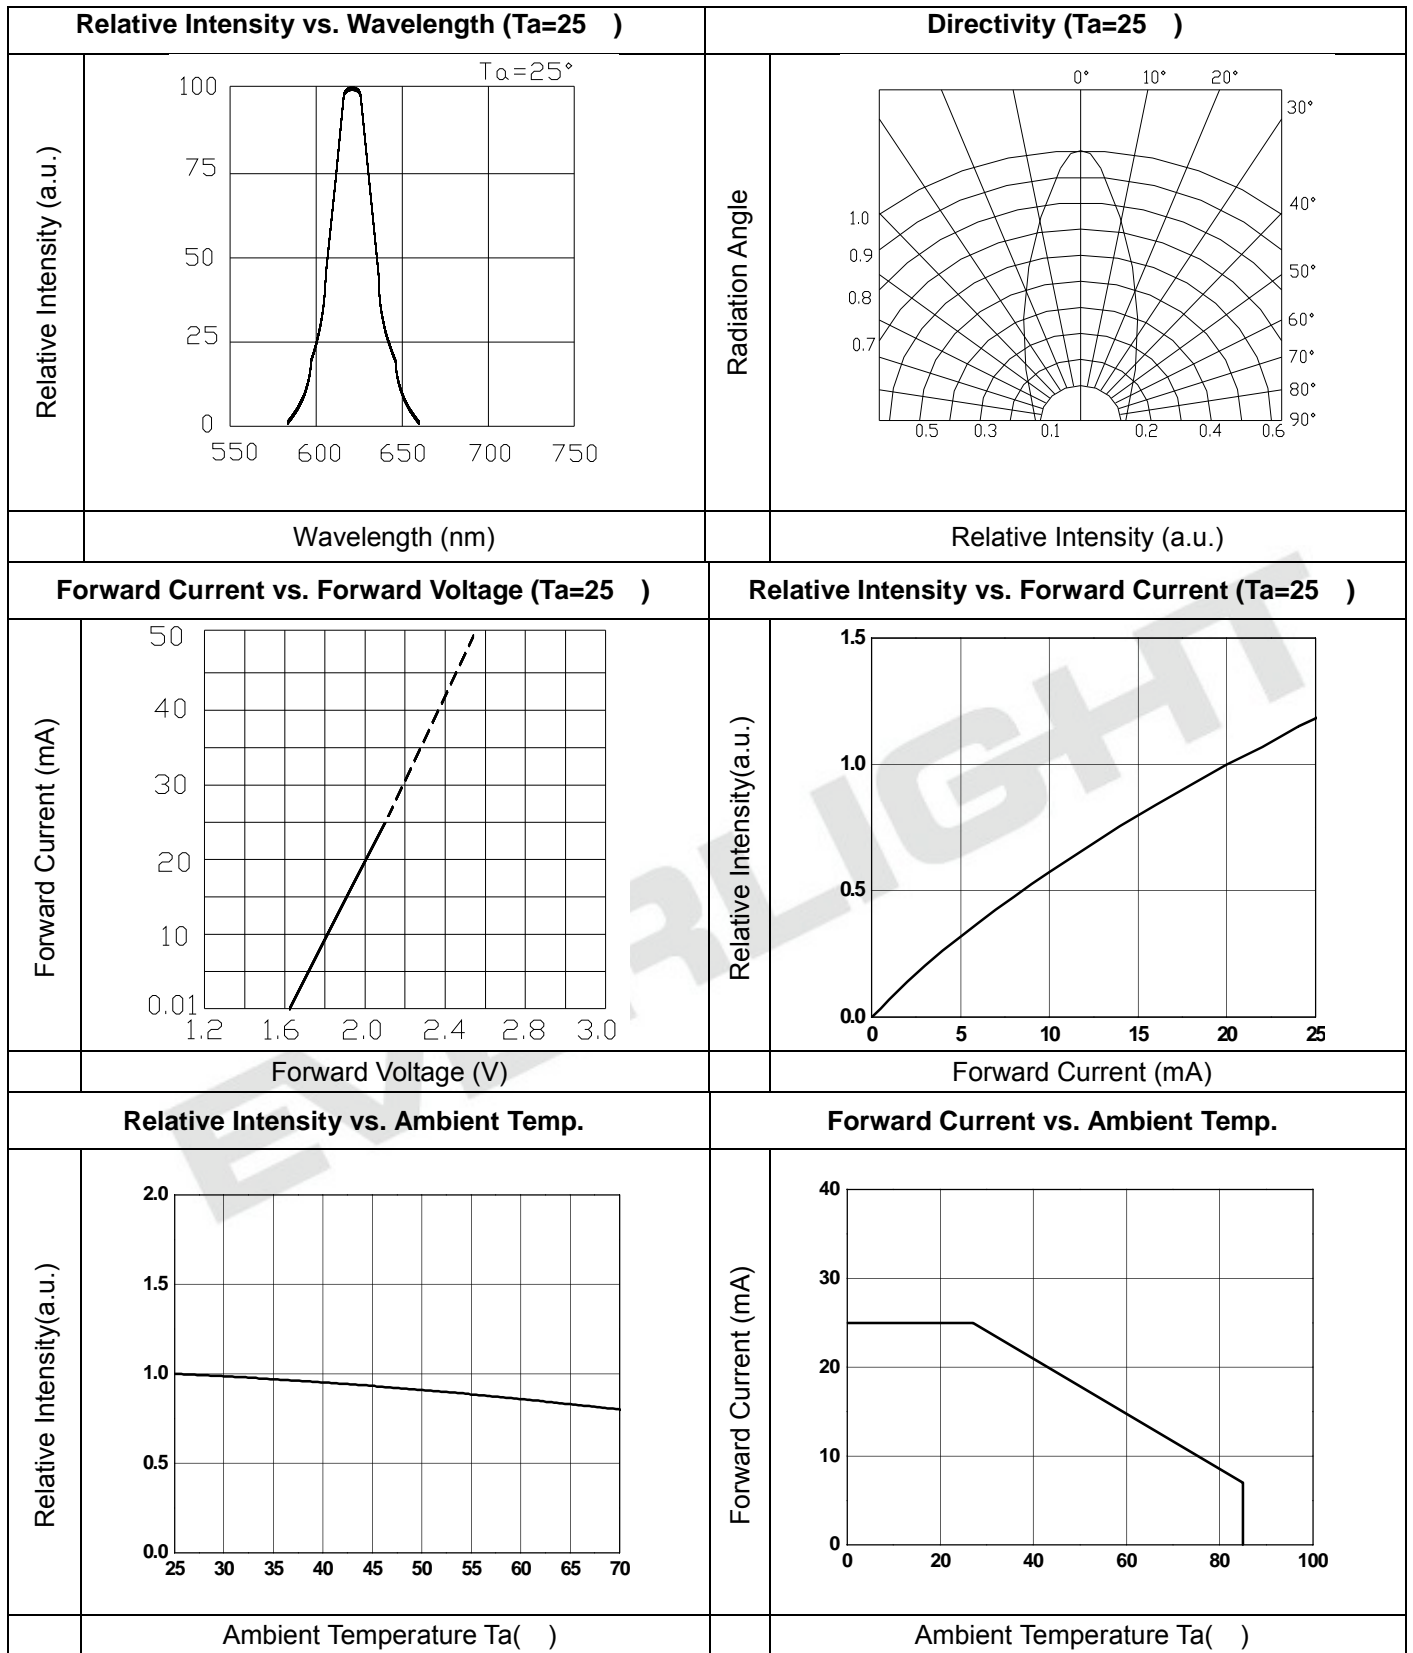 Relative Intensity vs. Wavelength (Ta=25 )
Directivity (Ta=25 )
Relative Intensity (a.u.)
Ta=25°
100
75
50
25
0
550 600 650 700 750
Wavelength (nm)
Radiation Angle
0° 10° 20°
30°
40°
50°
60°
70°
80°
90°
1.0
0.9
0.8
0.7
0.5 0.3 0.1 0.2 0.4 0.6
Relative Intensity (a.u.)
Forward Current vs. Forward Voltage (Ta=25 )
Relative Intensity vs. Forward Current (Ta=25 )
Forward Current (mA)
50
40
30
20
10
0.01
1.2 1.6 2.0 2.4 2.8 3.0
Forward Voltage (V)
Relative Intensity(a.u.)
1.5
1.0
0.5
0.0
0 5 10 15 20 25
Forward Current (mA)
Relative Intensity vs. Ambient Temp.
Forward Current vs. Ambient Temp.
Relative Intensity(a.u.)
2.0
1.5
1.0
0.5
0.0
25 30 35 40 45 50 55 60 65 70
Ambient Temperature Ta( )
Forward Current (mA)
40
30
20
10
0
0 20 40 60 80 100
Ambient Temperature Ta( )
EVERLIGHT